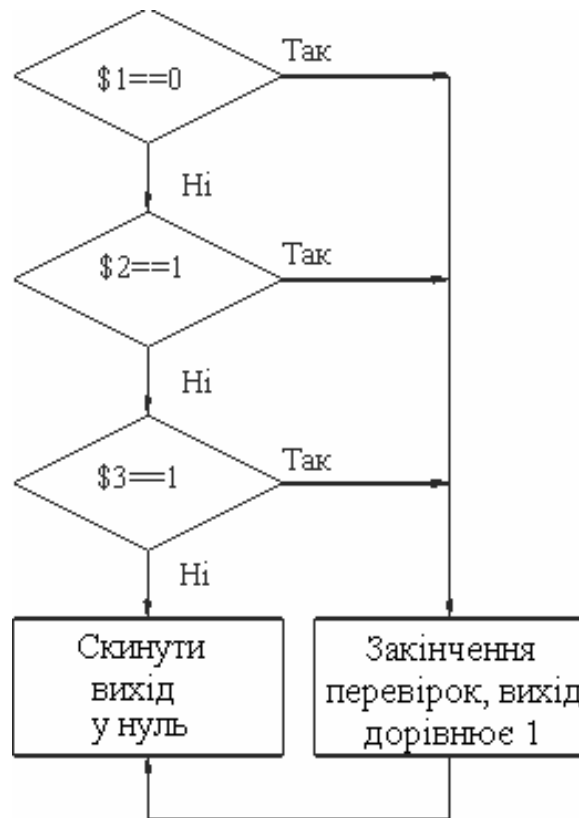 $1==0
Так
Ні
$2==1
Так
Ні
$3==1
Так
Ні
Скинути
вихід
у нуль
Закінчення
перевірок, вихід
дорівнює 1